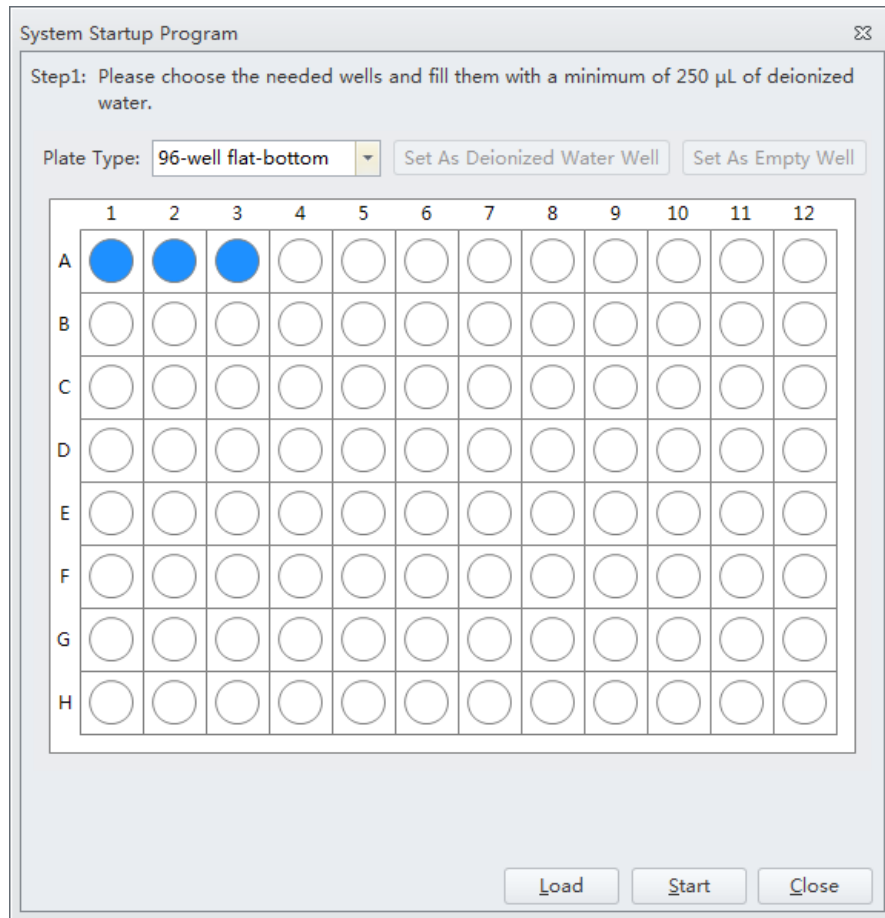 System Startup Program
Step1: Please choose the needed wells and fill them with a minimum of 250 µL of deionized
water.
Plate Type: 96-well flat-bottom Set As Deionized Water Well Set As Empty Well
1 2 3 4 5 6 7 8 9 10 11 12
A
B
C
D
E
F
G
H
Load Start Close